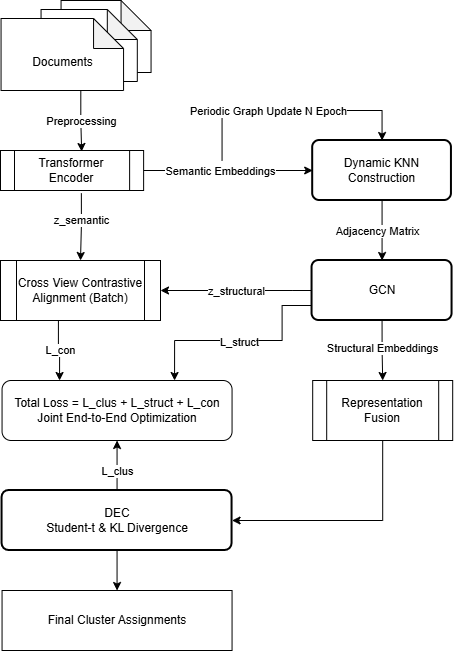 Documents
Preprocessing
Periodic Graph Update N Epoch
Transformer
Encoder
Semantic Embeddings
Dynamic KNN
Construction
z_semantic
Adjacency Matrix
Cross View Contrastive
Alignment (Batch)
z_structural
GCN
L_con
L_struct
Structural Embeddings
Total Loss = L_clus + L_struct + L_con
Joint End-to-End Optimization
Representation
Fusion
L_clus
DEC
Student-t & KL Divergence
Final Cluster Assignments